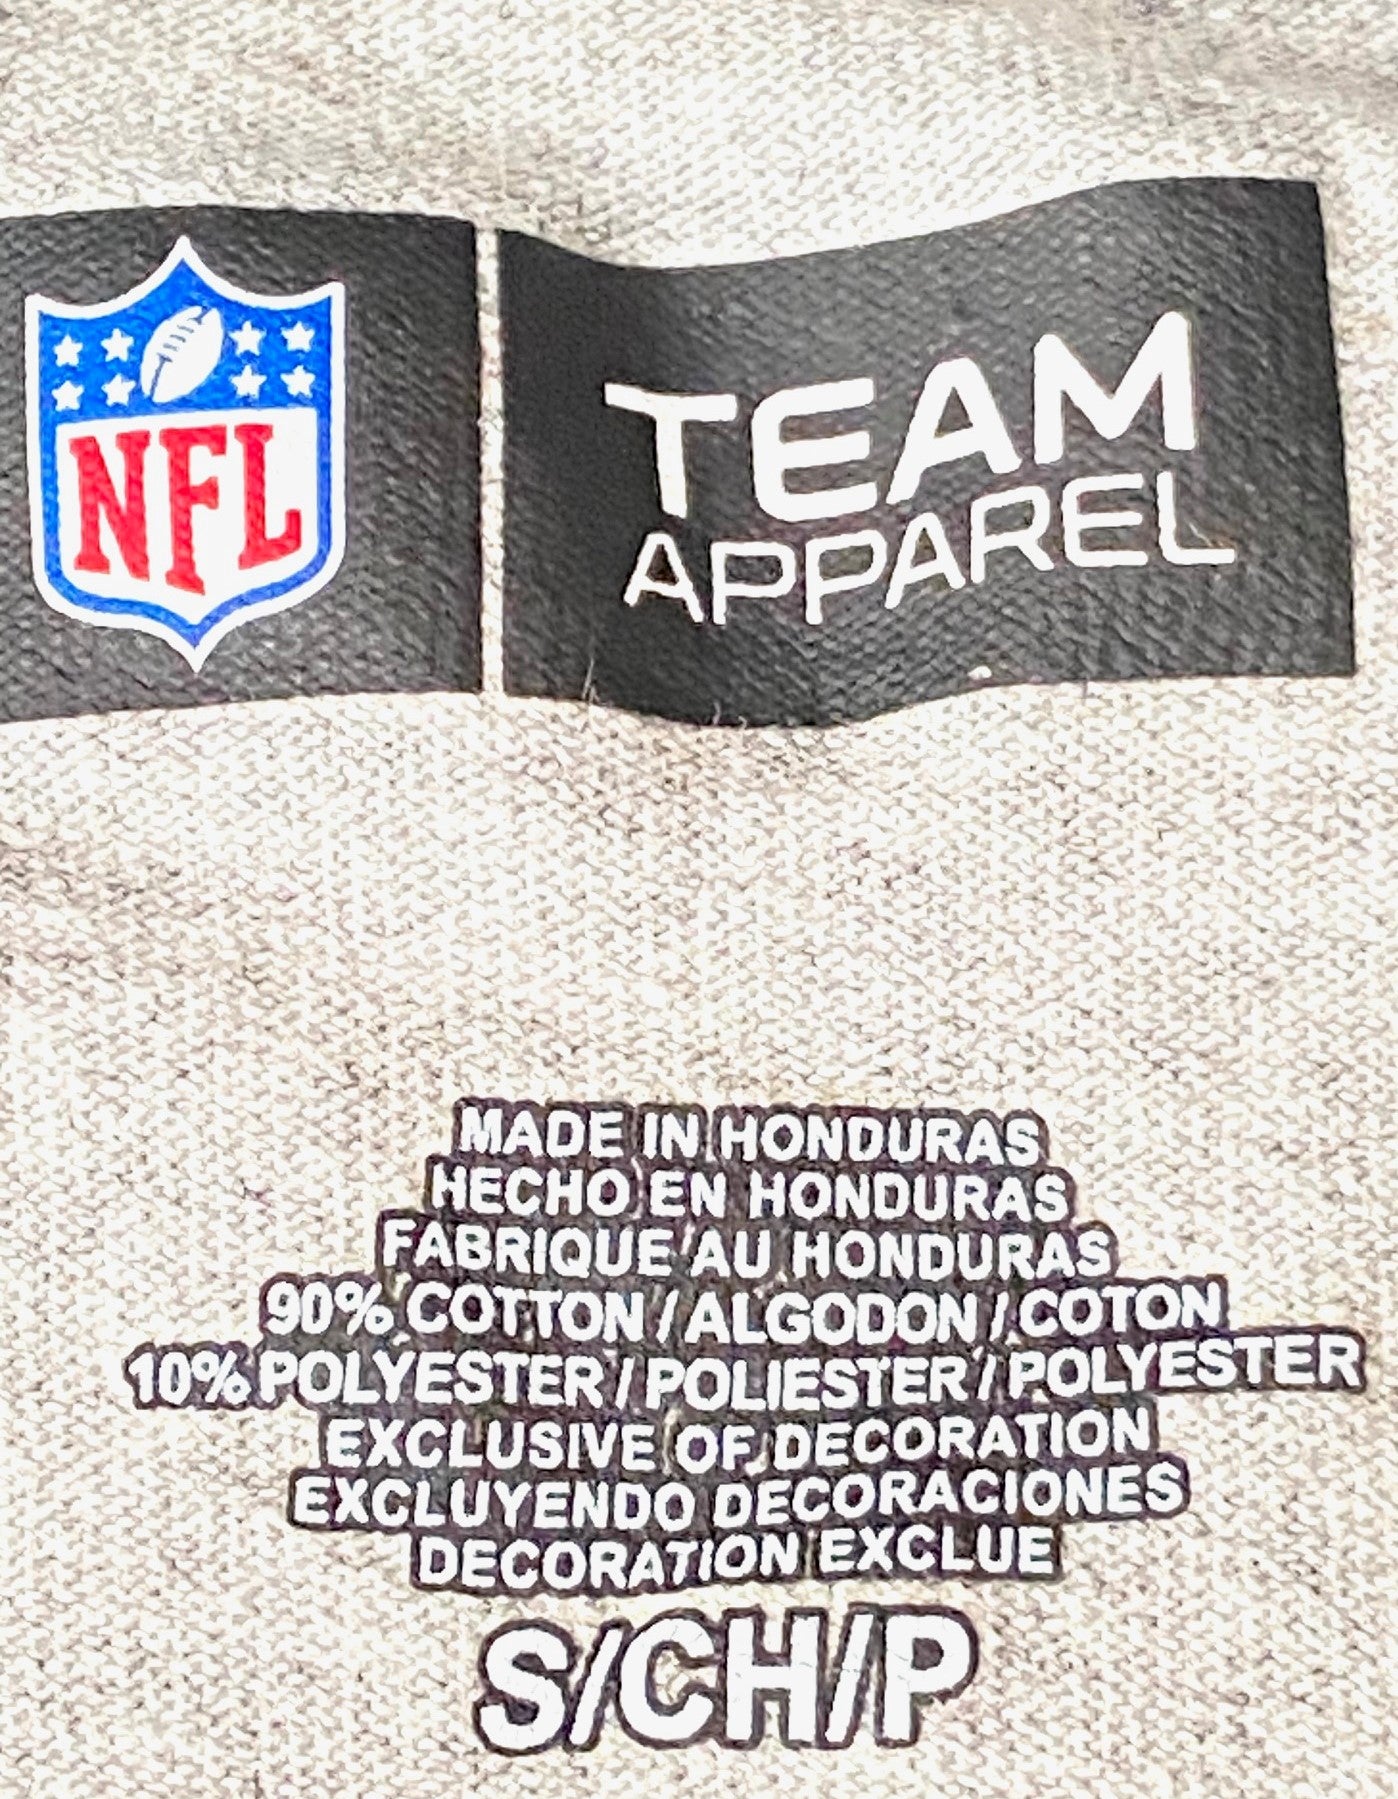 NFL
TEAM
APPAREL
MADE IN HONDURAS
HECHO EN HONDURAS
FABRIQUE AU HONDURAS
90% COTTON / ALGODON / COTON
10% POLYESTER / POLIESTER / POLYESTER
EXCLUSIVE OF DECORATION
EXCLUYENDO DECORACIONES
DECORATION EXCLUE
S/CH/P